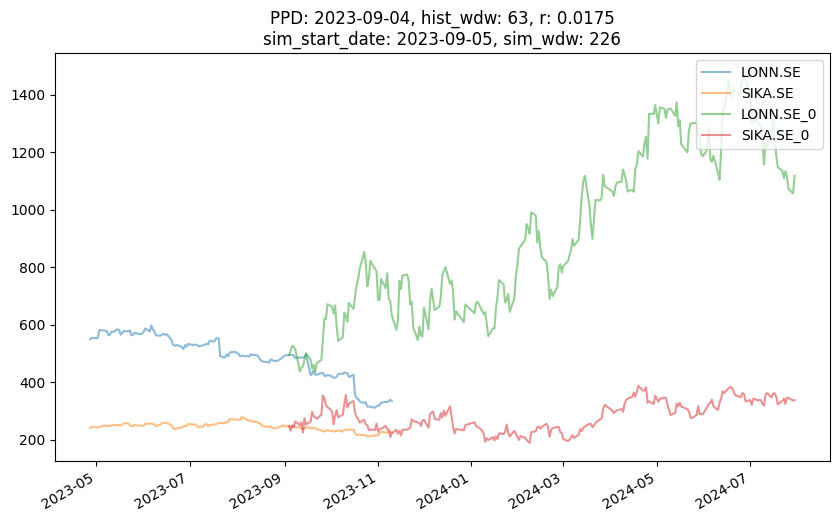 PPD: 2023-09-04, hist_wdw: 63, r: 0.0175
sim_start_date: 2023-09-05, sim_wdw: 226
LONN.SE
SIKA.SE
LONN.SE_0
SIKA.SE_0
1400
1200
1000
800
600
400
200
2023-05
2023-07
2023-09
2023-11
2024-01
2024-03
2024-05
2024-07